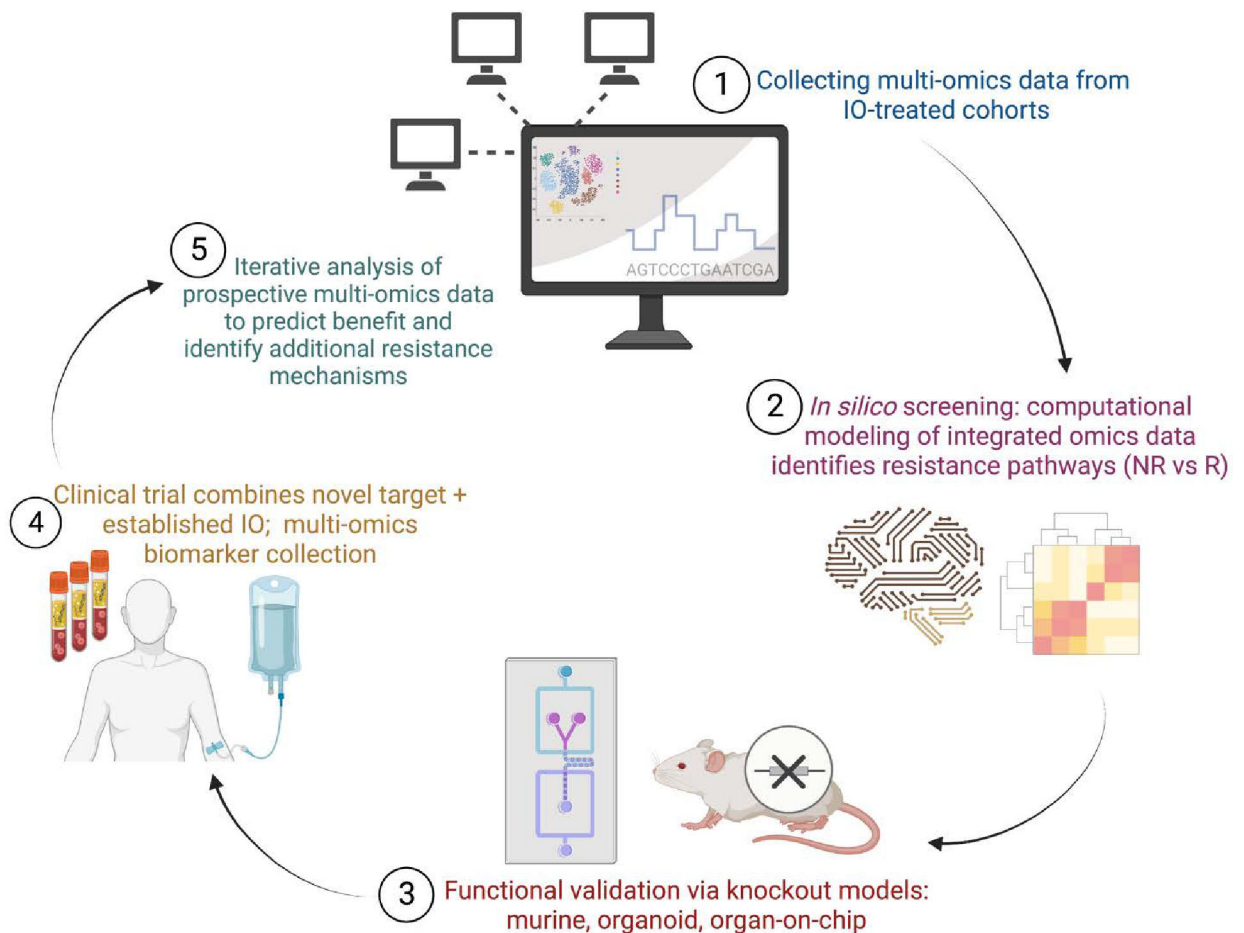 1
Collecting multi-omics data from
IO-treated cohorts
AGTCCCTGAATCGA
5
Iterative analysis of
prospective multi-omics data
to predict benefit and
identify additional resistance
mechanisms
2
In silico screening: computational
modeling of integrated omics data
identifies resistance pathways (NR vs R)
4
Clinical trial combines novel target +
established IO; multi-omics
biomarker collection
3
Functional validation via knockout models:
murine, organoid, organ-on-chip